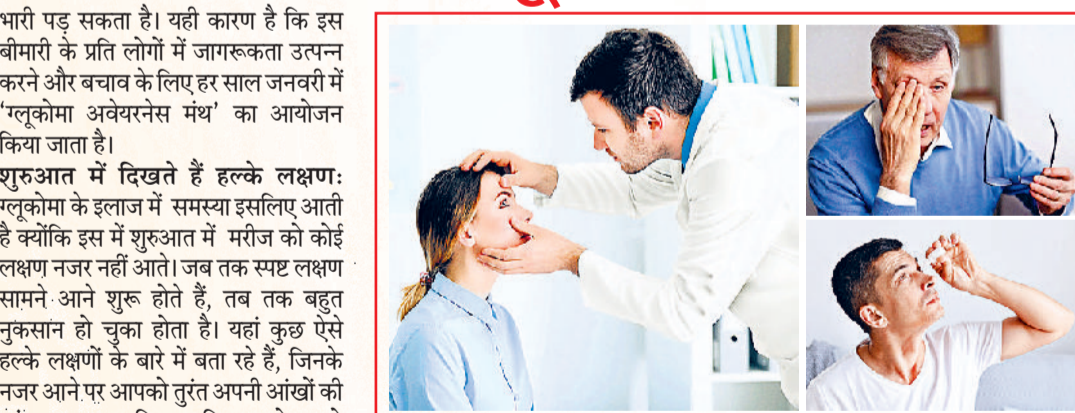 भारी पड़ सकता है। यही कारण है कि इस
बीमारी के प्रति लोगों में जागरूकता उत्पन्न
करने और बचाव के लिए हर साल जनवरी में
‘ग्लूकोमा अवेयरनेस मंथ’ का आयोजन
किया जाता है।
शुरुआत में दिखते हैं हल्के लक्षण:
ग्लूकोमा के इलाज में समस्या इसलिए आती
है क्योंकि इस में शुरुआत में मरीज को कोई
लक्षण नजर नहीं आते। जब तक स्पष्ट लक्षण
सामने आने शुरू होते हैं, तब तक बहुत
नुकसान हो चुका होता है। यहां कुछ ऐसे
हल्के लक्षणों के बारे में बता रहे हैं, जिनके
नजर आने पर आपको तुरंत अपनी आंखों की